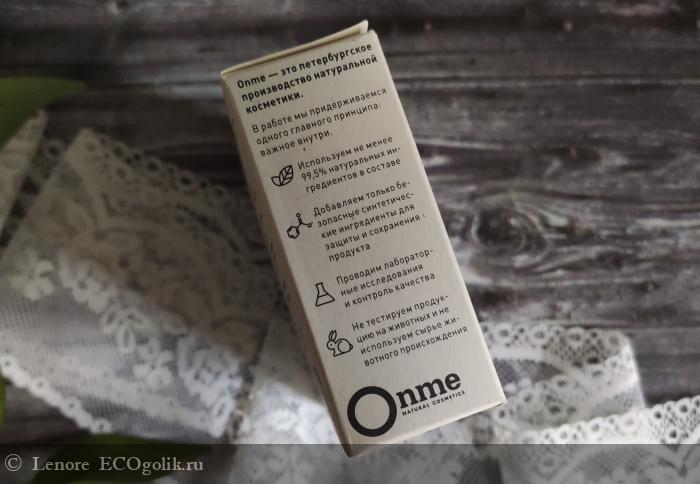 Onme — это петербургское
производство натуральной
косметики.
В работе мы придерживаемся
одного главного принципа:
важное внутри.
Используем не менее
99,5% натуральных ин-
гредиентов в составе
Добавляем только бе-
зопасные синтетичес-
кие ингредиенты для
защиты и сохранения
продукта
Проводим лаборатор-
ные исследования
и контроль качества
Не тестируем продук-
цию на животных и не
используем сырье жи-
вотного происхождения
Onme
NATURAL COSMETICS
© Lenore ECOgolik.ru